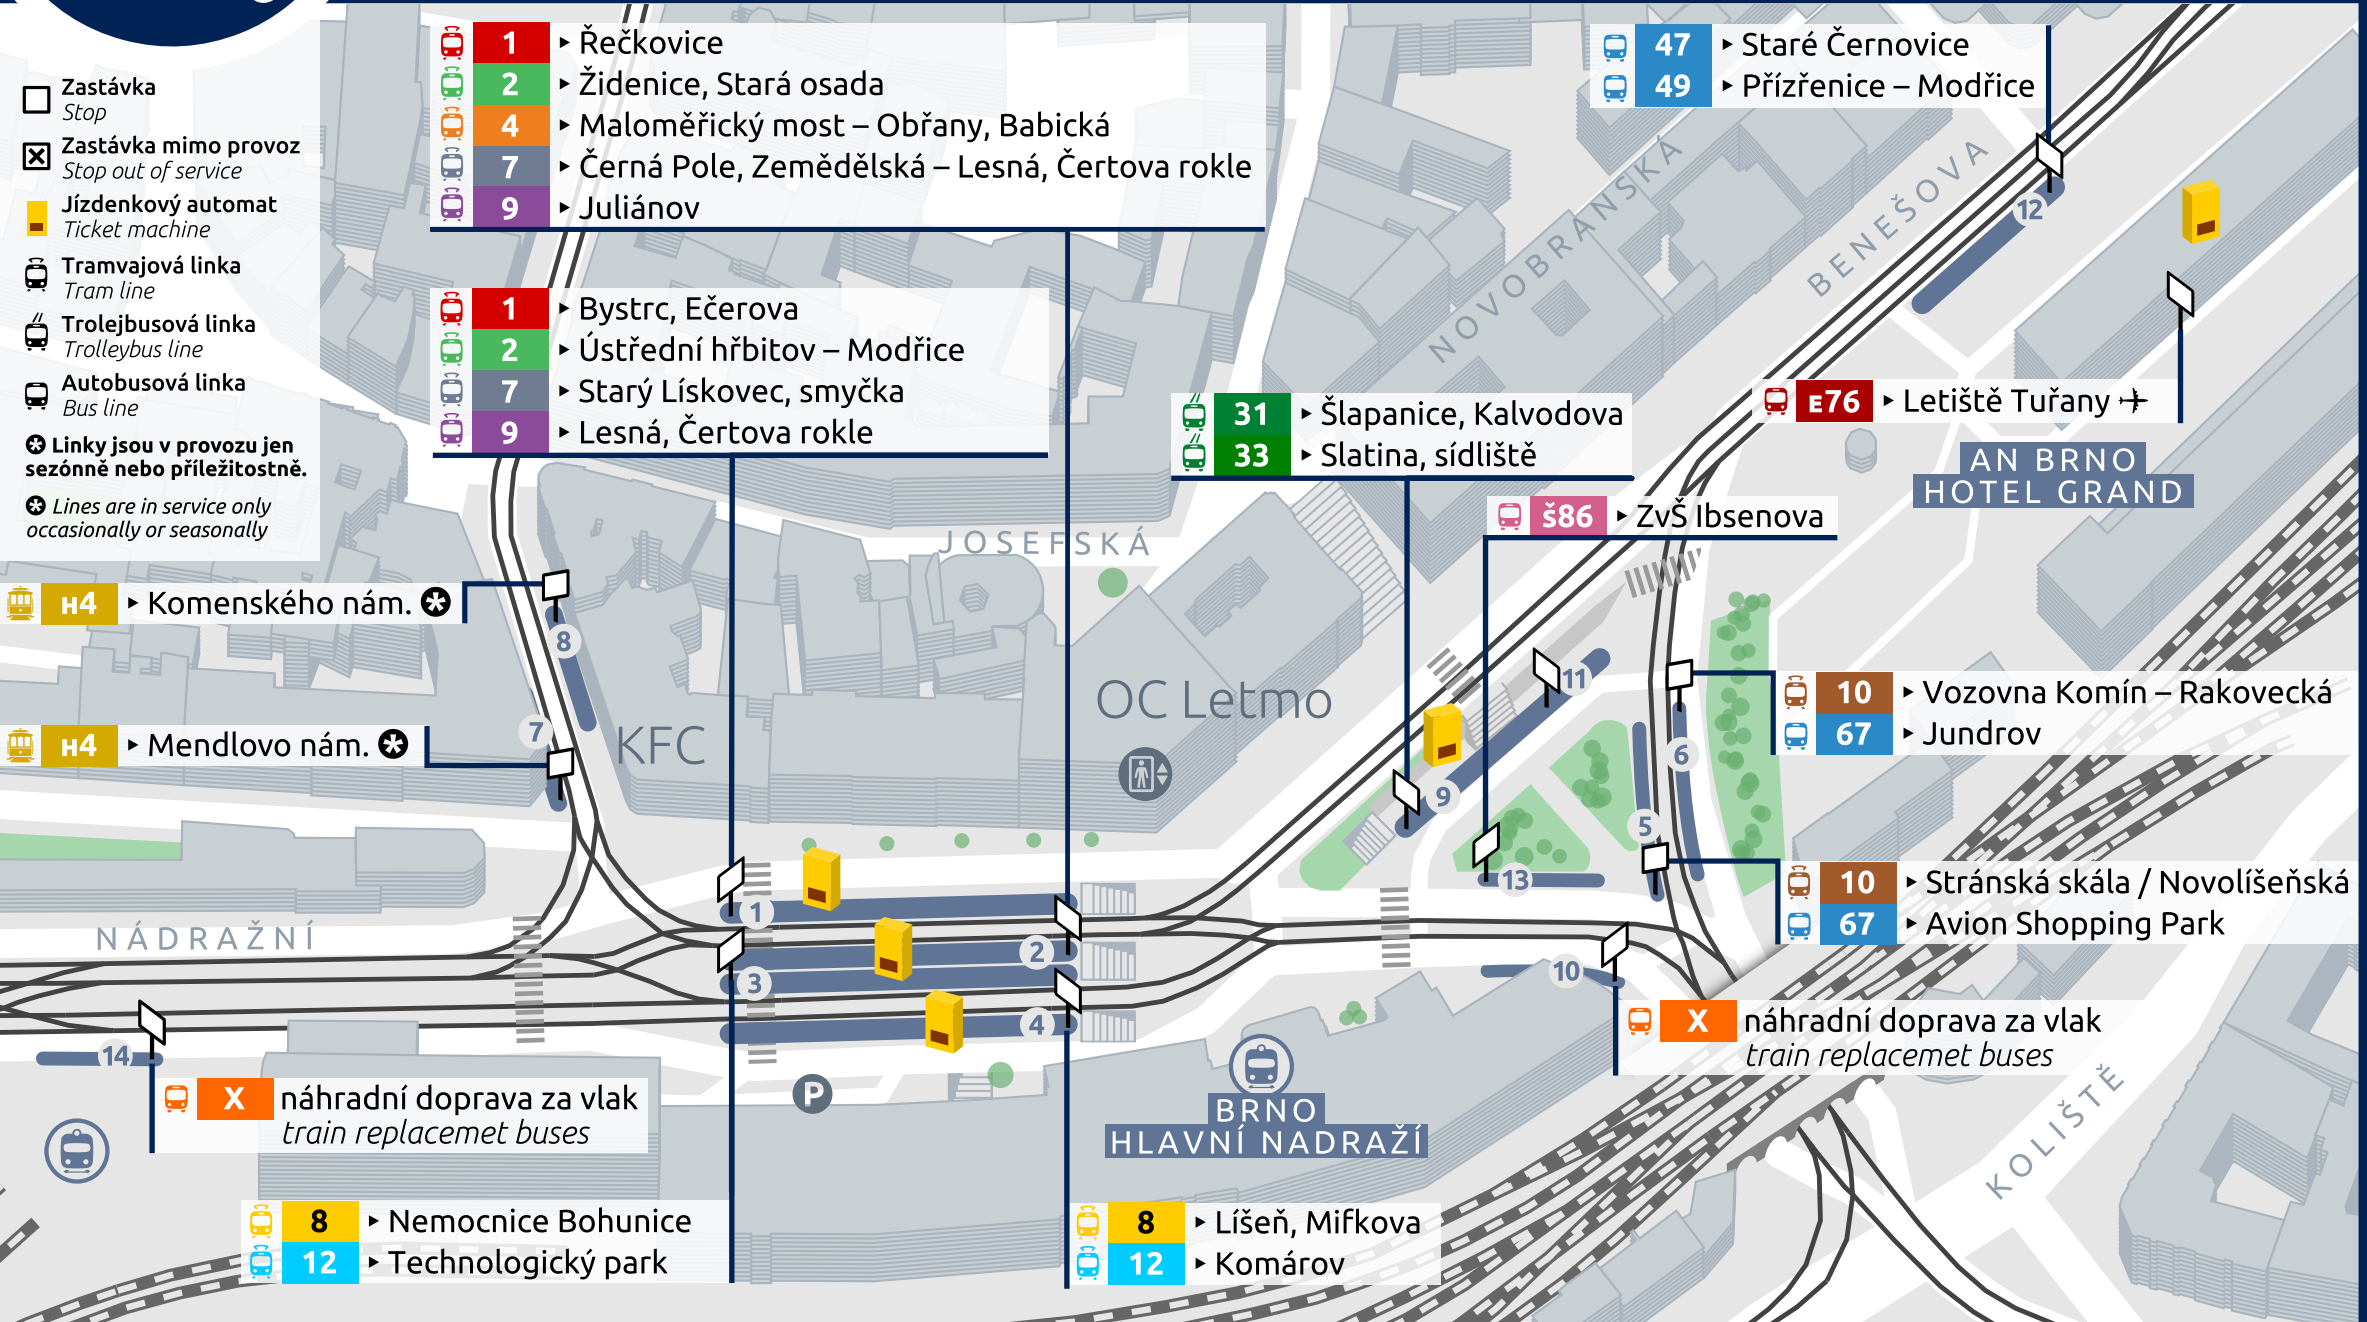 Zastávka
Stop
Zastávka mimo provoz
Stop out of service
Jízdenkový automat
Ticket machine
Tramvajová linka
Tram line
Trolejbusová linka
Trolleybus line
Autobusová linka
Bus line
Linky jsou v provozu jen
sezónně nebo příležitostně.
Lines are in service only
occasionally or seasonally
1 Řečkovice
2 Židenice, Stará osada
4 Maloměřický most – Obřany, Babická
7 Černá Pole, Zemědělská – Lesná, Čertova rokle
9 Juliánov
1 Bystrc, Ečerova
2 Ústřední hřbitov – Modřice
7 Starý Lískovec, smyčka
9 Lesná, Čertova rokle
47 Staré Černovice
49 Přízřenice – Modřice
12
NOVOBRANSKÁ
BENEŠOVA
31 Šlapanice, Kalvodova
33 Slatina, sídliště
E76 Letiště Tuřany
AN BRNO
HOTEL GRAND
Š86 ZvŠ Ibsenova
JOSEFSKÁ
H4 Komenského nám.
8
H4 Mendlovo nám.
7
KFC
OC Letmo
11
9
10 Vozovna Komín – Rakovecká
67 Jundrov
6
5
13
10 Stránská skála / Novolíšeňská
67 Avion Shopping Park
NÁDRAŽNÍ
1
2
3
4
10
X náhradní doprava za vlak
train replacemet buses
14
X náhradní doprava za vlak
train replacemet buses
P
BRNO
HLAVNÍ NADRAŽÍ
KOLIŠTĚ
8 Nemocnice Bohunice
12 Technologický park
8 Líšeň, Mifkova
12 Komárov